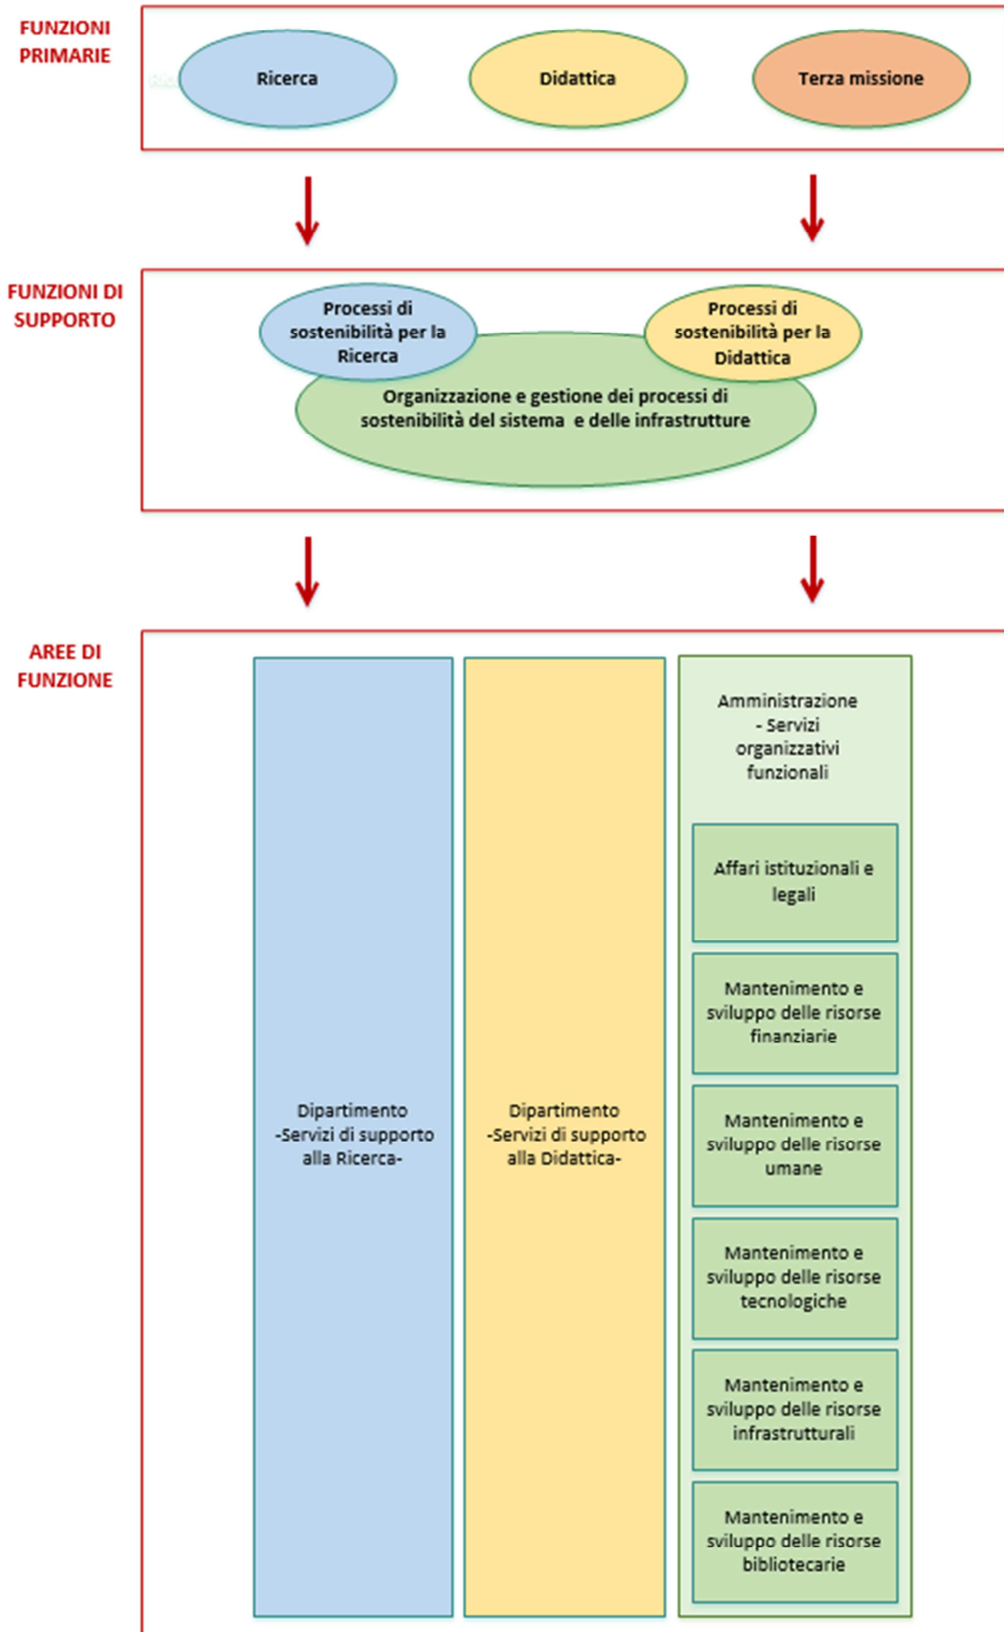 FUNZIONI
PRIMARIE
Ricerca
Didattica
Terza missione
FUNZIONI DI
SUPPORTO
Processi di
sostenibilità per la
Ricerca
Processi di
sostenibilità per la
Didattica
Organizzazione e gestione dei processi di
sostenibilità del sistema e delle infrastrutture
AREE DI
FUNZIONE
Dipartimento
-Servizi di supporto
alla Ricerca-
Dipartimento
-Servizi di supporto
alla Didattica-
Amministrazione
- Servizi
organizzativi
funzionali
Affari istituzionali e
legali
Mantenimento e
sviluppo delle risorse
finanziarie
Mantenimento e
sviluppo delle risorse
umane
Mantenimento e
sviluppo delle risorse
tecnologiche
Mantenimento e
sviluppo delle risorse
infrastrutturali
Mantenimento e
sviluppo delle risorse
bibliotecarie